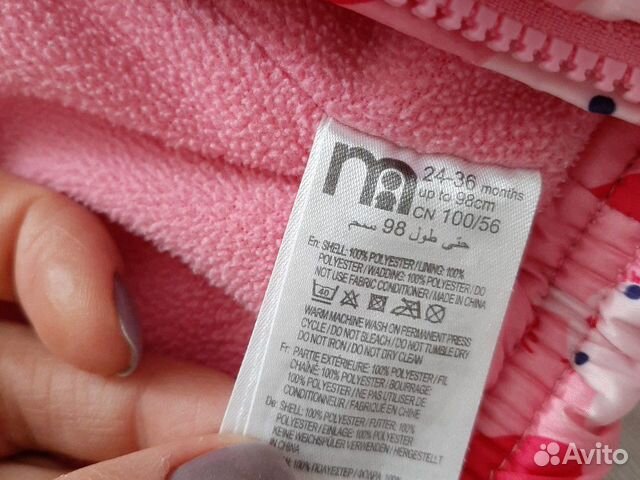 24-36 months
up to 98cm
CN 100/56
حتى طول 98 سم
En: SHELL: 100% POLYESTER / LINING: 100%
POLYESTER / WADDING: 100% POLYESTER / DO
NOT USE FABRIC CONDITIONER / MADE IN CHINA
40
WARM MACHINE WASH ON PERMANENT PRESS
CYCLE / DO NOT BLEACH / DO NOT TUMBLE DRY
DO NOT IRON / DO NOT DRY CLEAN
Fr: PARTIE EXTÉRIEURE: 100% POLYESTER / FIL
CHAÎNÉ: 100% POLYESTER / BOURRAGE:
100% POLYESTER / NE PAS UTILISER DE
CONDITIONNEUR / FABRIQUÉ EN CHINE
De: SHELL: 100% POLYESTER / FUTTER: 100%
POLYESTER / EINLAGE: 100% POLYESTER /
KEINE WEICHSPÜLER VERWENDEN / HERGESTELLT
IN CHINA
100% ПОЛИЭСТЕР /
Avito